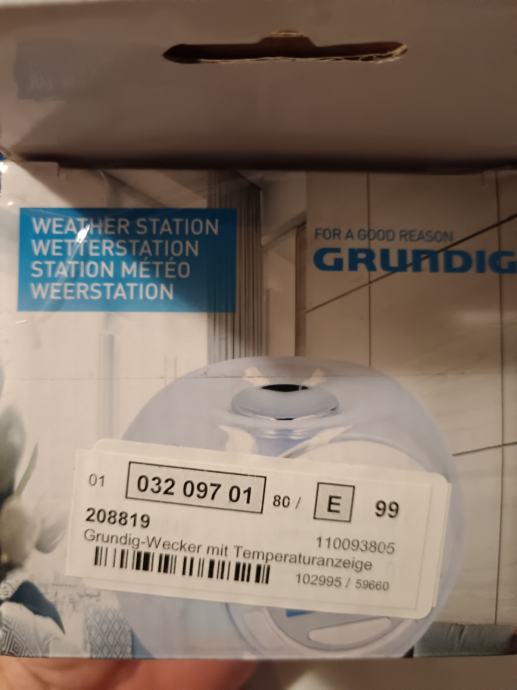 WEATHER STATION
WETTERSTATION
STATION MÉTÉO
WEERSTATION
FOR A GOOD REASON
GRUNDIG
01 032 097 01 80 / E 99
208819 110093805
Grundig-Wecker mit Temperaturanzeige
102995 / 59660